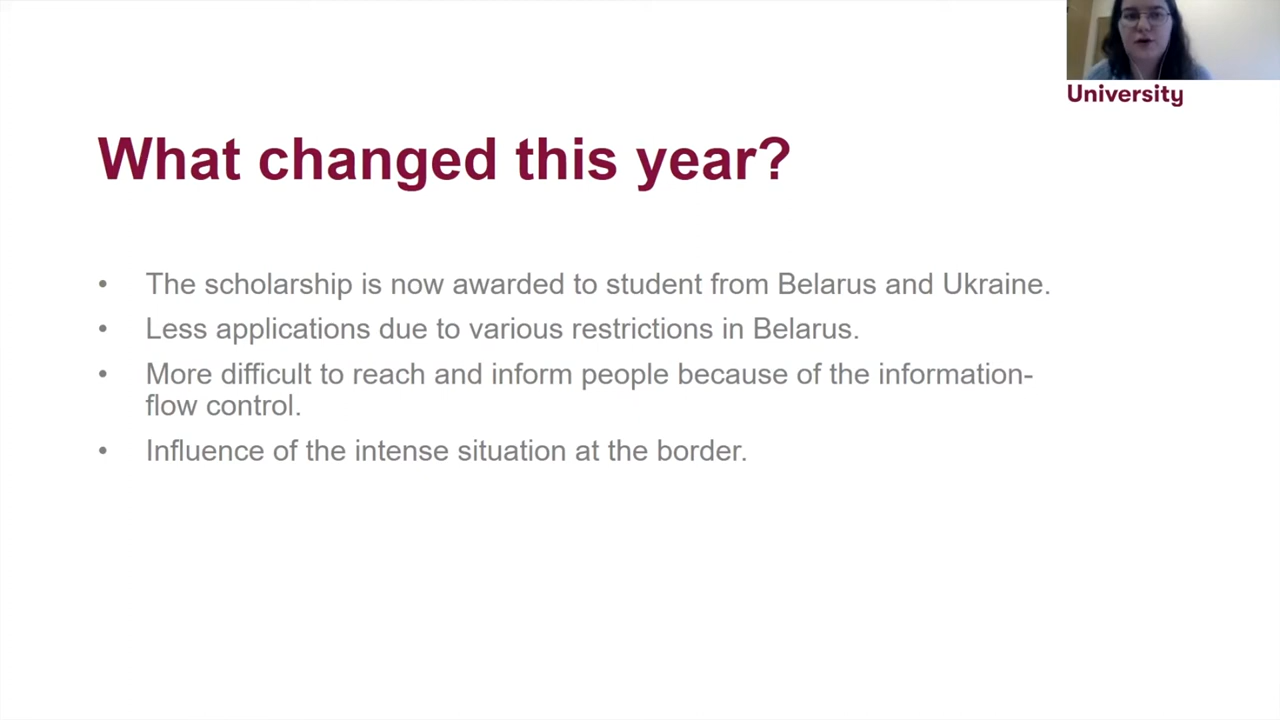 University
What changed this year?
• The scholarship is now awarded to student from Belarus and Ukraine.
• Less applications due to various restrictions in Belarus.
• More difficult to reach and inform people because of the information-
flow control.
• Influence of the intense situation at the border.